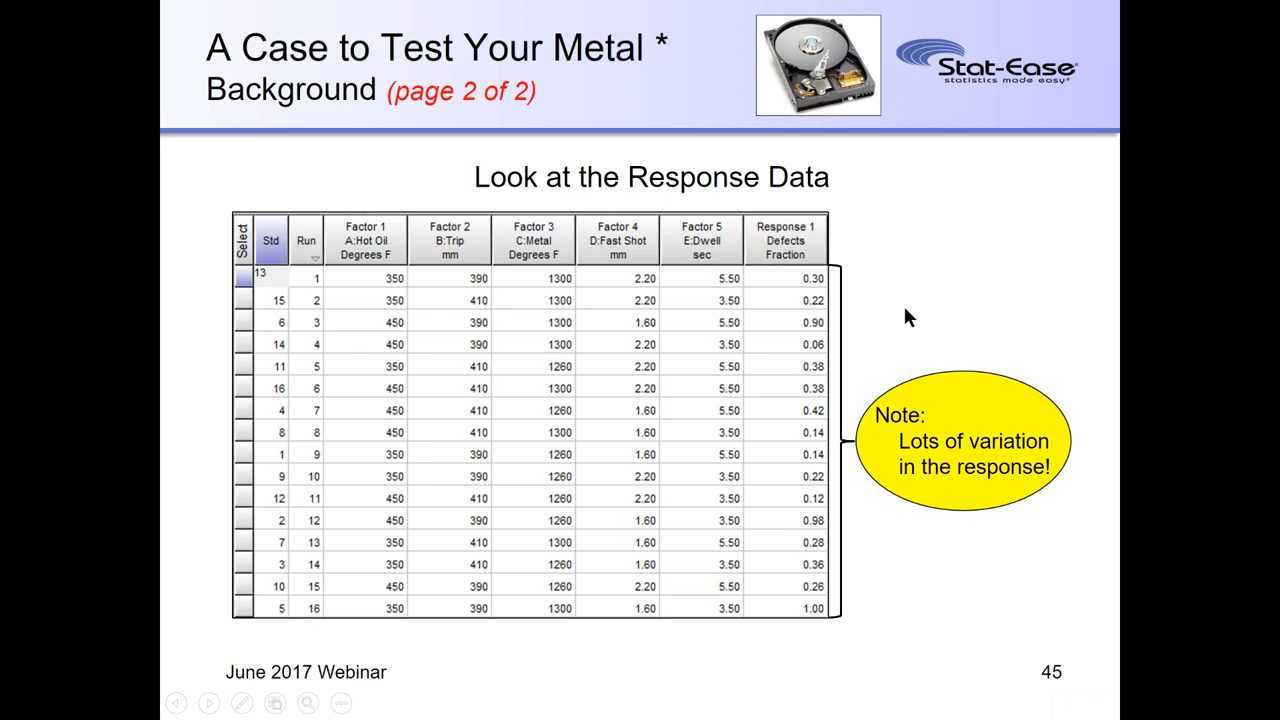 A Case to Test Your Metal *
Background (page 2 of 2)
Stat-Ease
statistics made easy®
Look at the Response Data
Select Std Run Factor 1 A:Hot Oil Degrees F Factor 2 B:Trip mm Factor 3 C:Metal Degrees F Factor 4 D:Fast Shot mm Factor 5 E:Dwell sec Response 1 Defects Fraction
13 1 350 390 1300 2.20 5.50 0.30
15 2 350 410 1300 2.20 3.50 0.22
6 3 450 390 1300 1.60 5.50 0.90
14 4 450 390 1300 2.20 3.50 0.06
11 5 350 410 1260 2.20 5.50 0.38
16 6 450 410 1300 2.20 5.50 0.38
4 7 450 410 1260 1.60 5.50 0.42
8 8 450 410 1300 1.60 3.50 0.14
1 9 350 390 1260 1.60 5.50 0.14
9 10 350 390 1260 2.20 3.50 0.22
12 11 450 410 1260 2.20 3.50 0.12
2 12 450 390 1260 1.60 3.50 0.98
7 13 350 410 1300 1.60 5.50 0.28
3 14 350 410 1260 1.60 3.50 0.36
10 15 450 390 1260 2.20 5.50 0.26
5 16 350 390 1300 1.60 3.50 1.00
Note:
Lots of variation
in the response!
June 2017 Webinar
45